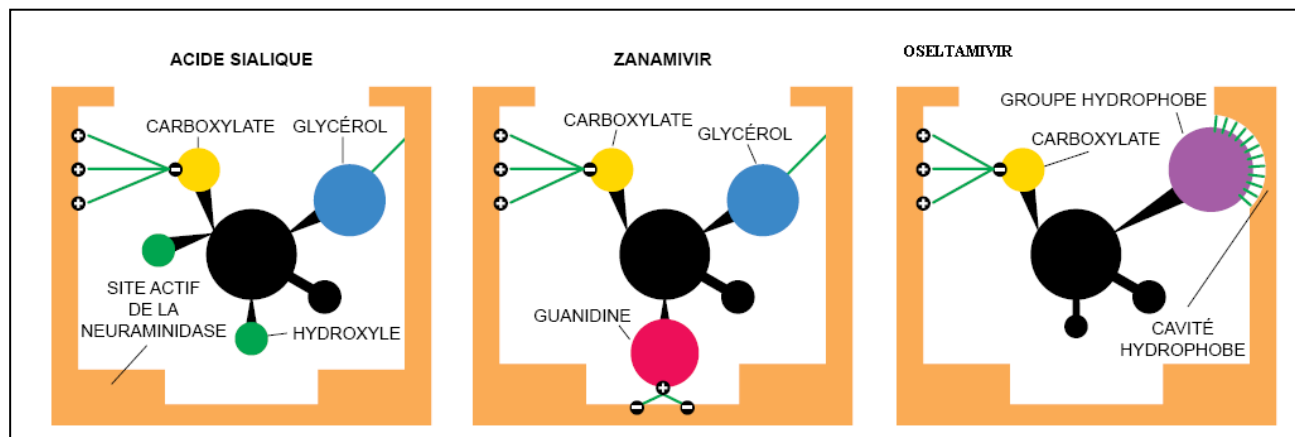 ACIDE SIALIQUE
CARBOXYLATE
GLYCÉROL
SITE ACTIF
DE LA
NEURAMINIDASE
HYDROXYLE
ZANAMIVIR
CARBOXYLATE
GLYCÉROL
GUANIDINE
OSELTAMIVIR
GROUPE HYDROPHOBE
CARBOXYLATE
CAVITÉ
HYDROPHOBE